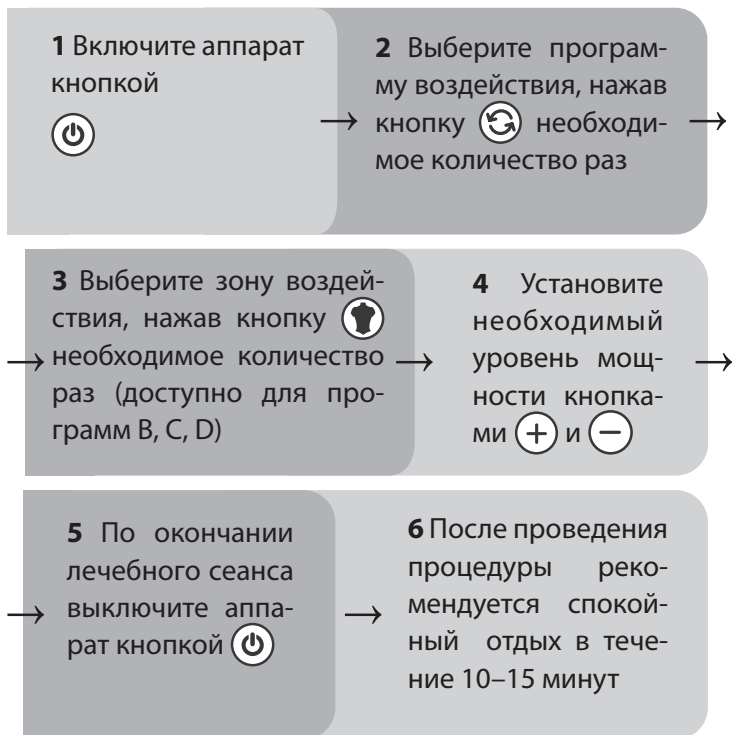 1 Включите аппарат
кнопкой
2 Выберите програм-
му воздействия, нажав
кнопку необходи-
мое количество раз
3 Выберите зону воздей-
ствия, нажав кнопку
необходимое количество
раз (доступно для про-
грамм B, C, D)
4 Установите
необходимый
уровень мощ-
ности кнопка-
ми + и −
5 По окончании
лечебного сеанса
выключите аппа-
рат кнопкой
6 После проведения
процедуры реко-
мендуется спокой-
ный отдых в тече-
ние 10–15 минут